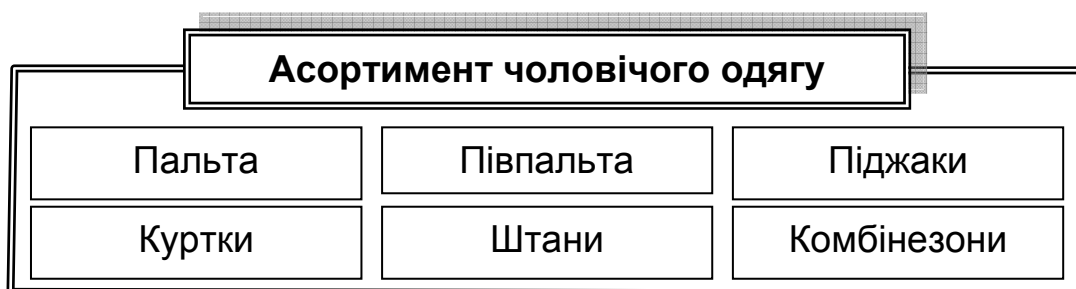 Асортимент чоловічого одягу
Пальта Півпальта Піджаки
Куртки Штани Комбінезони